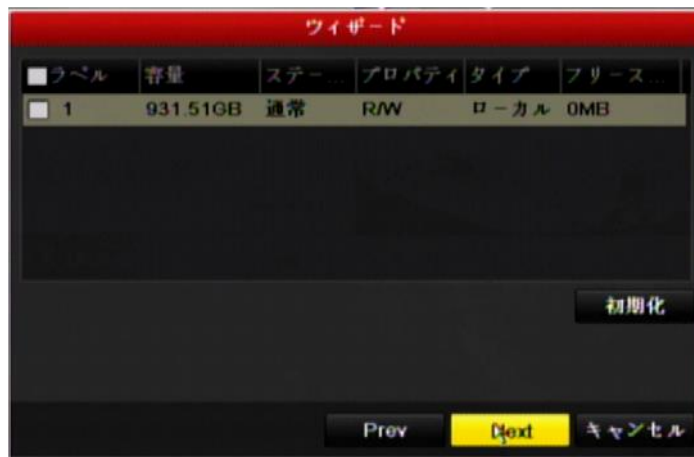 ウィザード
ラベル 容量 ステー... プロパティ タイプ フリース...
1 931.51GB 通常 R/W ローカル 0MB
初期化
Prev Next キャンセル